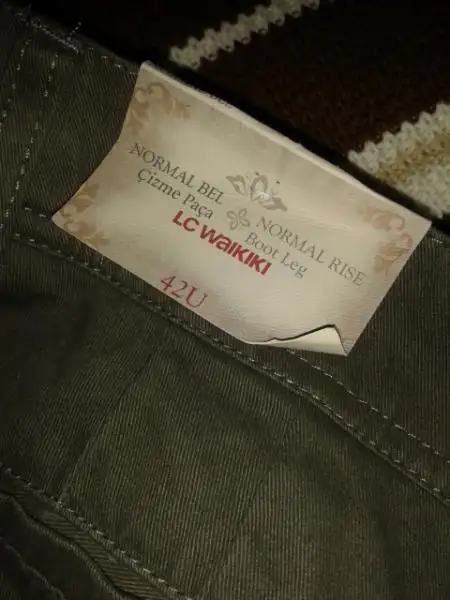 NORMAL BEL
Çizme Paça
NORMAL RISE
Boot Leg
LC WAIKIKI
42U